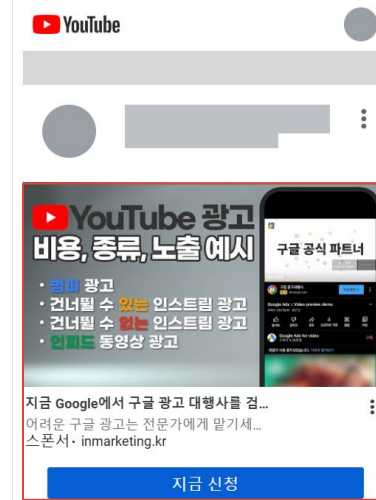 YouTube
YouTube 광고
비용, 종류, 노출 예시
· 범퍼 광고
· 건너뛸 수 있는 인스트림 광고
· 건너뛸 수 없는 인스트림 광고
· 인피드 동영상 광고
구글 공식 파트너
Google Ads : Video preview demo
Google Ads for video
지금 Google에서 구글 광고 대행사를 검...
어려운 구글 광고는 전문가에게 맡기세...
스폰서· inmarketing.kr
지금 신청